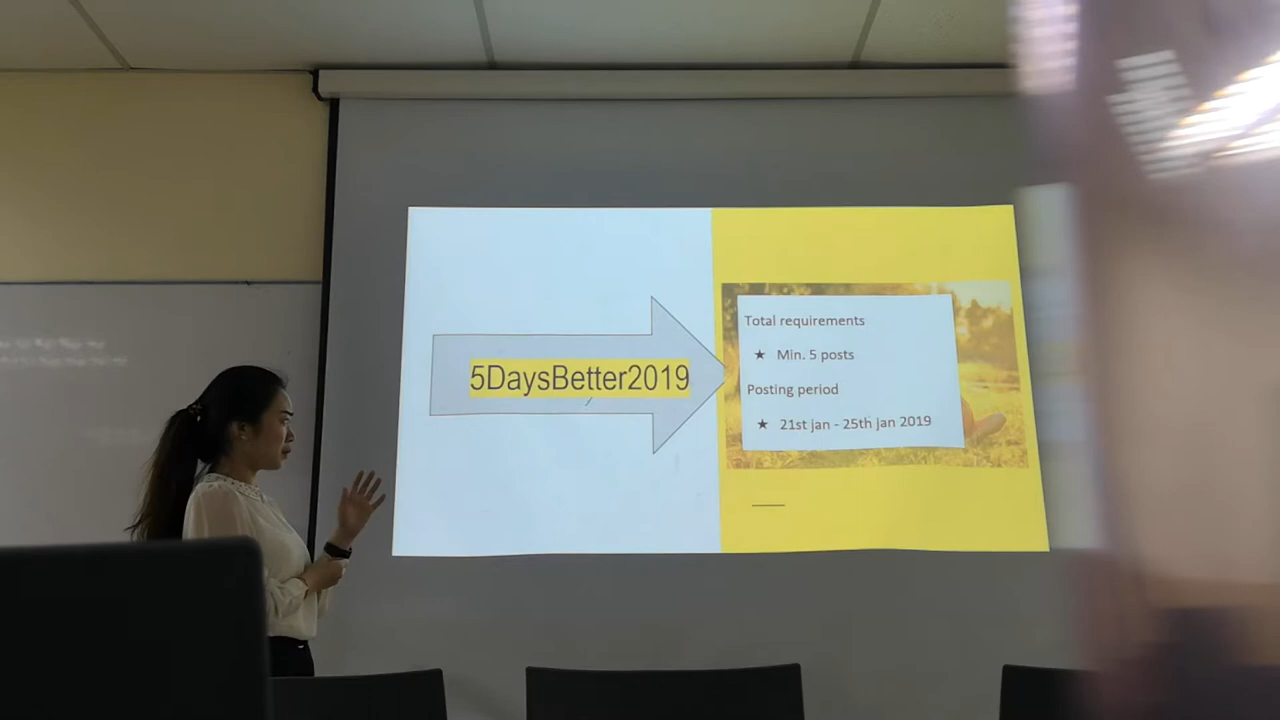 5DaysBetter2019
Total requirements
★ Min. 5 posts
Posting period
★ 21st jan - 25th jan 2019